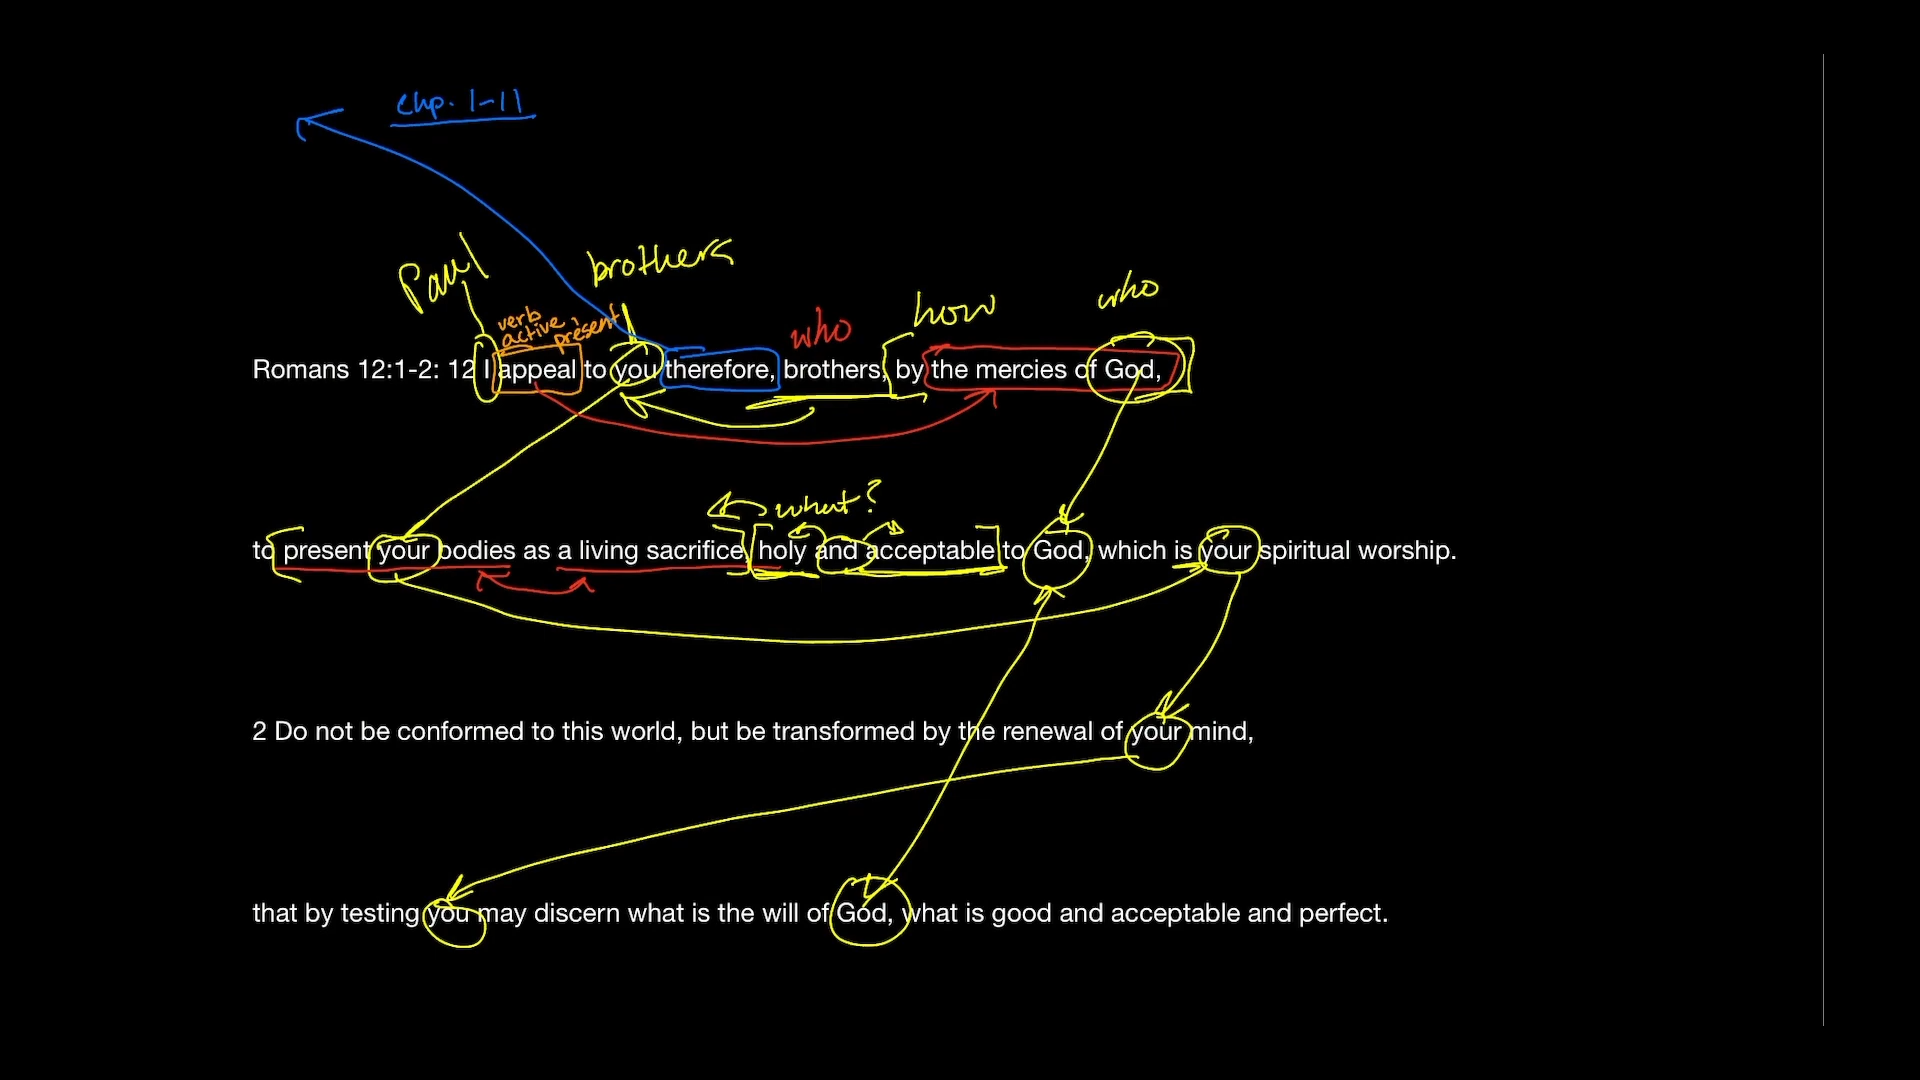 chp. 1-11
Paul
brothers
verb
active, present
who
how
who
Romans 12:1-2: 12 I appeal to you therefore, brothers, by the mercies of God,
what?
to present your bodies as a living sacrifice, holy and acceptable to God, which is your spiritual worship.
2 Do not be conformed to this world, but be transformed by the renewal of your mind,
that by testing you may discern what is the will of God, what is good and acceptable and perfect.